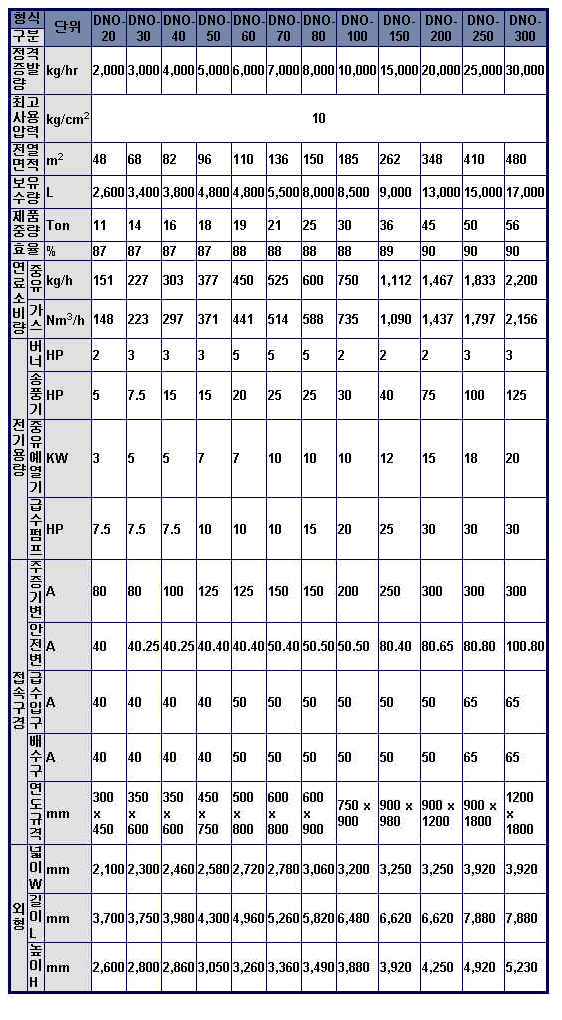 형식 구분 단위 DNO-20 DNO-30 DNO-40 DNO-50 DNO-60 DNO-70 DNO-80 DNO-100 DNO-150 DNO-200 DNO-250 DNO-300
정격증발량 kg/hr 2,000 3,000 4,000 5,000 6,000 7,000 8,000 10,000 15,000 20,000 25,000 30,000
최고사용압력 kg/cm2 10
전열면적 m2 48 68 82 96 110 136 150 185 262 348 410 480
보유수량 L 2,600 3,400 3,800 4,800 4,800 5,500 8,000 8,500 9,000 13,000 15,000 17,000
제품중량 Ton 11 14 16 18 19 21 25 30 36 45 50 56
효율 % 87 87 87 87 88 88 88 88 89 90 90 90
연료소비량 중유 kg/h 151 227 303 377 450 525 600 750 1,112 1,467 1,833 2,200
가스 Nm3/h 148 223 297 371 441 514 588 735 1,090 1,437 1,797 2,156
전기용량 버너 HP 2 3 3 3 5 5 5 2 2 2 3 3
송풍기 HP 5 7.5 15 15 20 25 25 30 40 75 100 125
중유예열기 KW 3 5 5 7 7 10 10 10 12 15 18 20
급수펌프 HP 7.5 7.5 7.5 10 10 10 15 20 25 30 30 30
접속구경 주증기변 A 80 80 100 125 125 150 150 200 250 300 300 300
안전변 A 40 40.25 40.25 40.40 40.40 50.40 50.50 50.50 80.40 80.65 80.80 100.80
급수입구 A 40 40 40 40 50 50 50 50 50 50 65 65
배수구 A 40 40 40 40 50 50 50 50 50 50 65 65
연도규격 mm 300 x 450 350 x 600 350 x 600 450 x 750 500 x 800 600 x 800 600 x 900 750 x 900 900 x 980 900 x 1200 900 x 1800 1200 x 1800
외형 넓이W mm 2,100 2,300 2,460 2,580 2,720 2,780 3,060 3,200 3,250 3,250 3,920 3,920
길이L mm 3,700 3,750 3,980 4,300 4,960 5,260 5,820 6,480 6,620 6,620 7,880 7,880
높이H mm 2,600 2,800 2,860 3,050 3,260 3,360 3,490 3,880 3,920 4,250 4,920 5,230